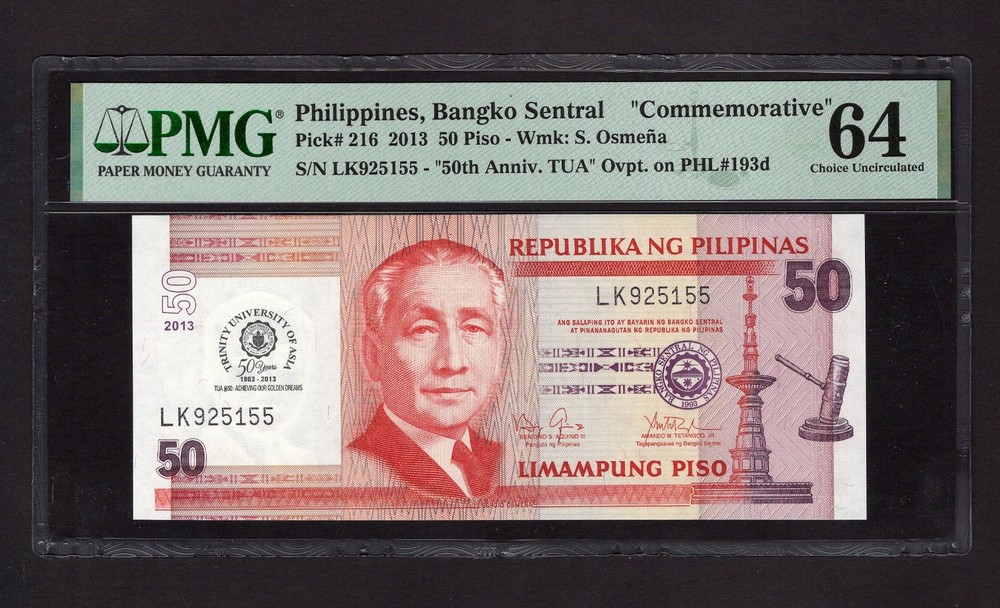 PMG®
PAPER MONEY GUARANTY
Philippines, Bangko Sentral "Commemorative"
Pick# 216 2013 50 Piso - Wmk: S. Osmeña
S/N LK925155 - "50th Anniv. TUA" Ovpt. on PHL#193d
64
Choice Uncirculated
REPUBLIKA NG PILIPINAS
50
50
2013
LK925155
ANG SALAPING ITO AY BAYARIN NG BANGKO SENTRAL
AT PINANANAGUTAN NG REPUBLIKA NG PILIPINAS
TRINITY UNIVERSITY OF ASIA
50 Years
1963 - 2013
TUA @50: ACHIEVING OUR GOLDEN DREAMS
BANGKO SENTRAL NG PILIPINAS
1993
LK925155
BENIGNO S. AQUINO III
Pangulo ng Pilipinas
AMANDO M. TETANGCO, JR.
Tagapangasiwa ng Bangko Sentral
50
LIMAMPUNG PISO
SERGIO OSMEÑA